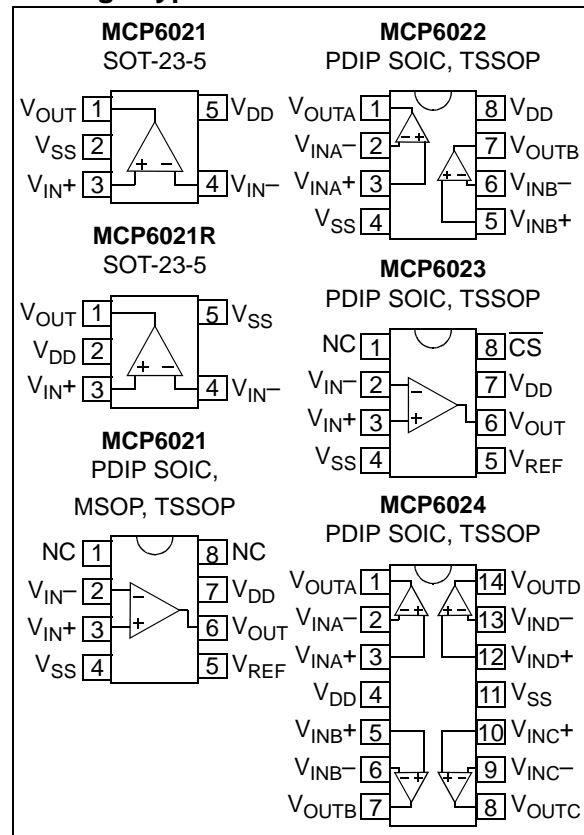 MCP6021
SOT-23-5
VOUT 1
5 VDD
VSS 2
VIN+ 3
4 VIN–
+ –
MCP6021R
SOT-23-5
VOUT 1
5 VSS
VDD 2
VIN+ 3
4 VIN–
+ –
MCP6021
PDIP SOIC,
MSOP, TSSOP
NC 1
8 NC
VIN– 2
7 VDD
VIN+ 3
6 VOUT
VSS 4
5 VREF
–
+
MCP6022
PDIP SOIC, TSSOP
VOUTA 1
8 VDD
VINA– 2
7 VOUTB
VINA+ 3
6 VINB–
VSS 4
5 VINB+
– +
+ –
MCP6023
PDIP SOIC, TSSOP
NC 1
8 CS
VIN– 2
7 VDD
VIN+ 3
6 VOUT
VSS 4
5 VREF
–
+
MCP6024
PDIP SOIC, TSSOP
VOUTA 1
14 VOUTD
VINA– 2
13 VIND–
VINA+ 3
12 VIND+
VDD 4
11 VSS
VINB+ 5
10 VINC+
VINB– 6
9 VINC–
VOUTB 7
8 VOUTC
– +
+ –
– +
+ –